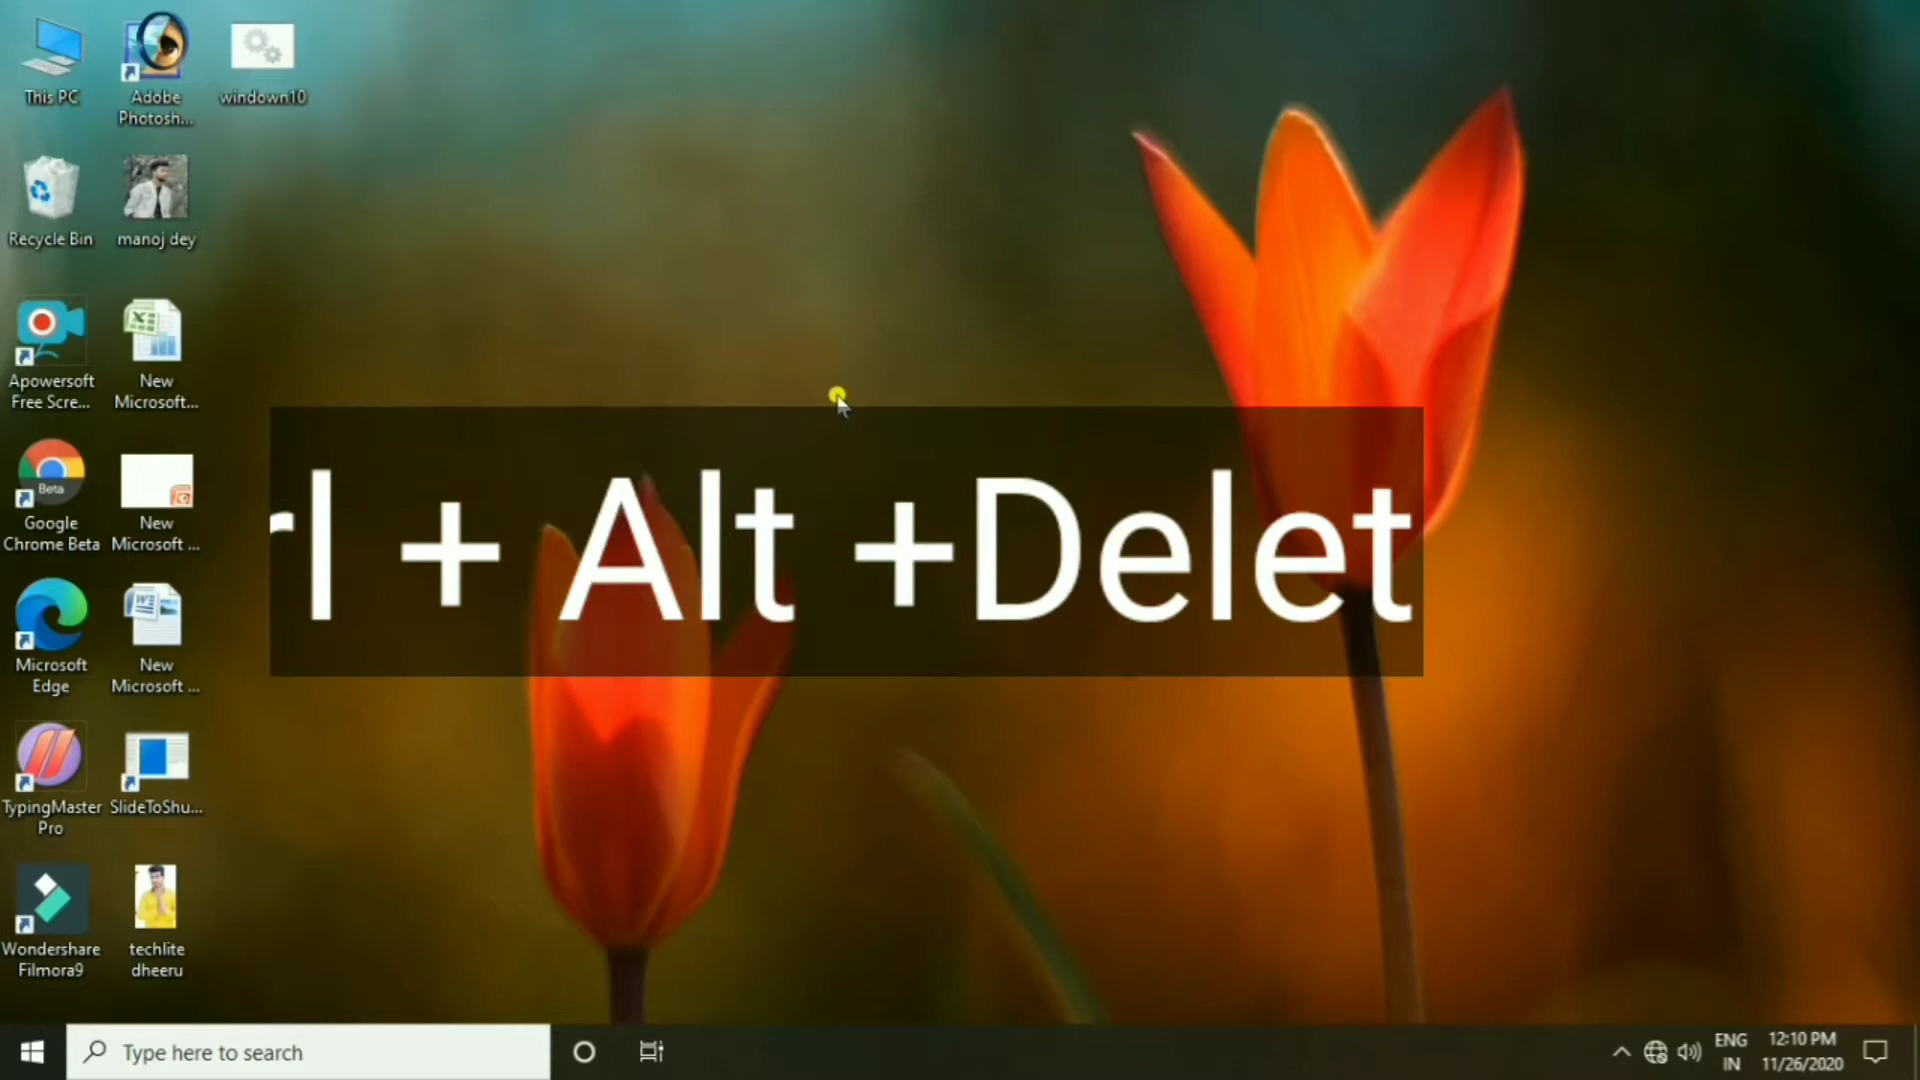 This PC
Adobe
Photosh...
windown10
Recycle Bin
manoj dey
Apowersoft
Free Scre...
New
Microsoft...
Beta
Google
Chrome Beta
New
Microsoft ...
Microsoft
Edge
New
Microsoft ...
TypingMaster
Pro
SlideToShu...
Wondershare
Filmora9
techlite
dheeru
rl + Alt +Delet
Type here to search
ENG
IN
12:10 PM
11/26/2020